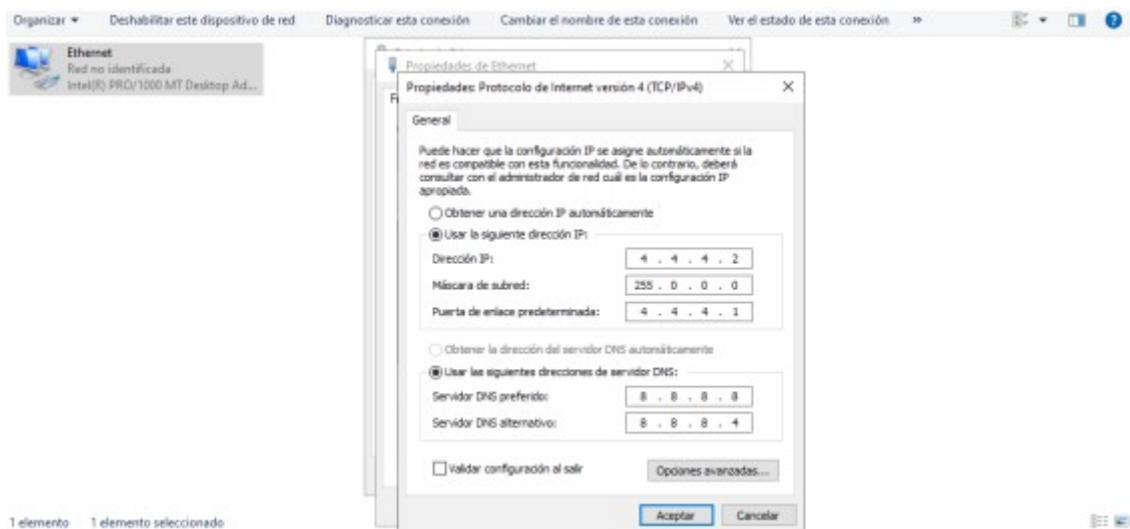 Organizar Deshabilitar este dispositivo de red Diagnosticar esta conexión Cambiar el nombre de esta conexión Ver el estado de esta conexión »
Ethernet
Red no identificada
Intel(R) PRO/1000 MT Desktop Ad...
Propiedades de Ethernet
Propiedades: Protocolo de Internet versión 4 (TCP/IPv4)
General
Puede hacer que la configuración IP se asigne automáticamente si la
red es compatible con esta funcionalidad. De lo contrario, deberá
consultar con el administrador de red cuál es la configuración IP
apropiada.
Obtener una dirección IP automáticamente
Usar la siguiente dirección IP:
Dirección IP: 4 . 4 . 4 . 2
Máscara de subred: 255 . 0 . 0 . 0
Puerta de enlace predeterminada: 4 . 4 . 4 . 1
Obtener la dirección del servidor DNS automáticamente
Usar las siguientes direcciones de servidor DNS:
Servidor DNS preferido: 8 . 8 . 8 . 8
Servidor DNS alternativo: 8 . 8 . 8 . 4
Validar configuración al salir Opciones avanzadas...
Aceptar Cancelar
1 elemento 1 elemento seleccionado